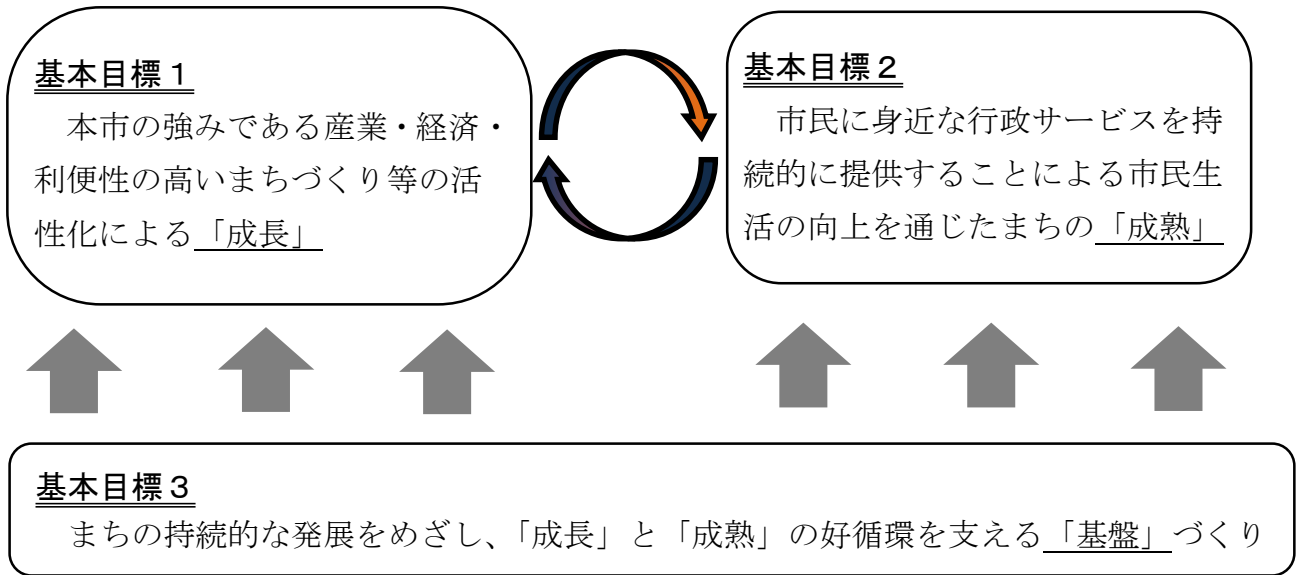 基本目標１
本市の強みである産業・経済・
利便性の高いまちづくり等の活
性化による「成長」
基本目標２
市民に身近な行政サービスを持
続的に提供することによる市民生
活の向上を通じたまちの「成熟」
基本目標３
まちの持続的な発展をめざし、「成長」と「成熟」の好循環を支える「基盤」づくり